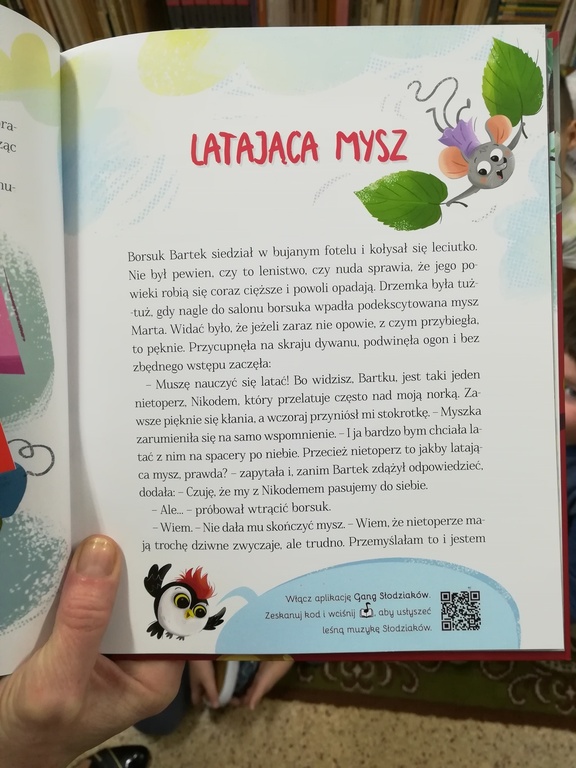 ra-
ząc
nu-
LATAJĄCA MYSZ
Borsuk Bartek siedział w bujanym fotelu i kołysał się leciutko.
Nie był pewien, czy to lenistwo, czy nuda sprawia, że jego po-
wieki robią się coraz cięższe i powoli opadają. Drzemka była tuż-
-tuż, gdy nagle do salonu borsuka wpadła podekscytowana mysz
Marta. Widać było, że jeżeli zaraz nie opowie, z czym przybiegła,
to pęknie. Przycupnęła na skraju dywanu, podwinęła ogon i bez
zbędnego wstępu zaczęła:
– Muszę nauczyć się latać! Bo widzisz, Bartku, jest taki jeden
nietoperz, Nikodem, który przelatuje często nad moją norką. Za-
wsze pięknie się kłania, a wczoraj przyniósł mi stokrotkę. – Myszka
zarumieniła się na samo wspomnienie. – I ja bardzo bym chciała la-
tać z nim na spacery po niebie. Przecież nietoperz to jakby latają-
ca mysz, prawda? – zapytała i, zanim Bartek zdążył odpowiedzieć,
dodała: – Czuję, że my z Nikodemem pasujemy do siebie.
– Ale... – próbował wtrącić borsuk.
– Wiem. – Nie dała mu skończyć mysz. – Wiem, że nietoperze ma-
ją trochę dziwne zwyczaje, ale trudno. Przemyślałam to i jestem
Włącz aplikację Gang Słodziaków.
Zeskanuj kod i wciśnij , aby usłyszeć
leśną muzykę Słodziaków.